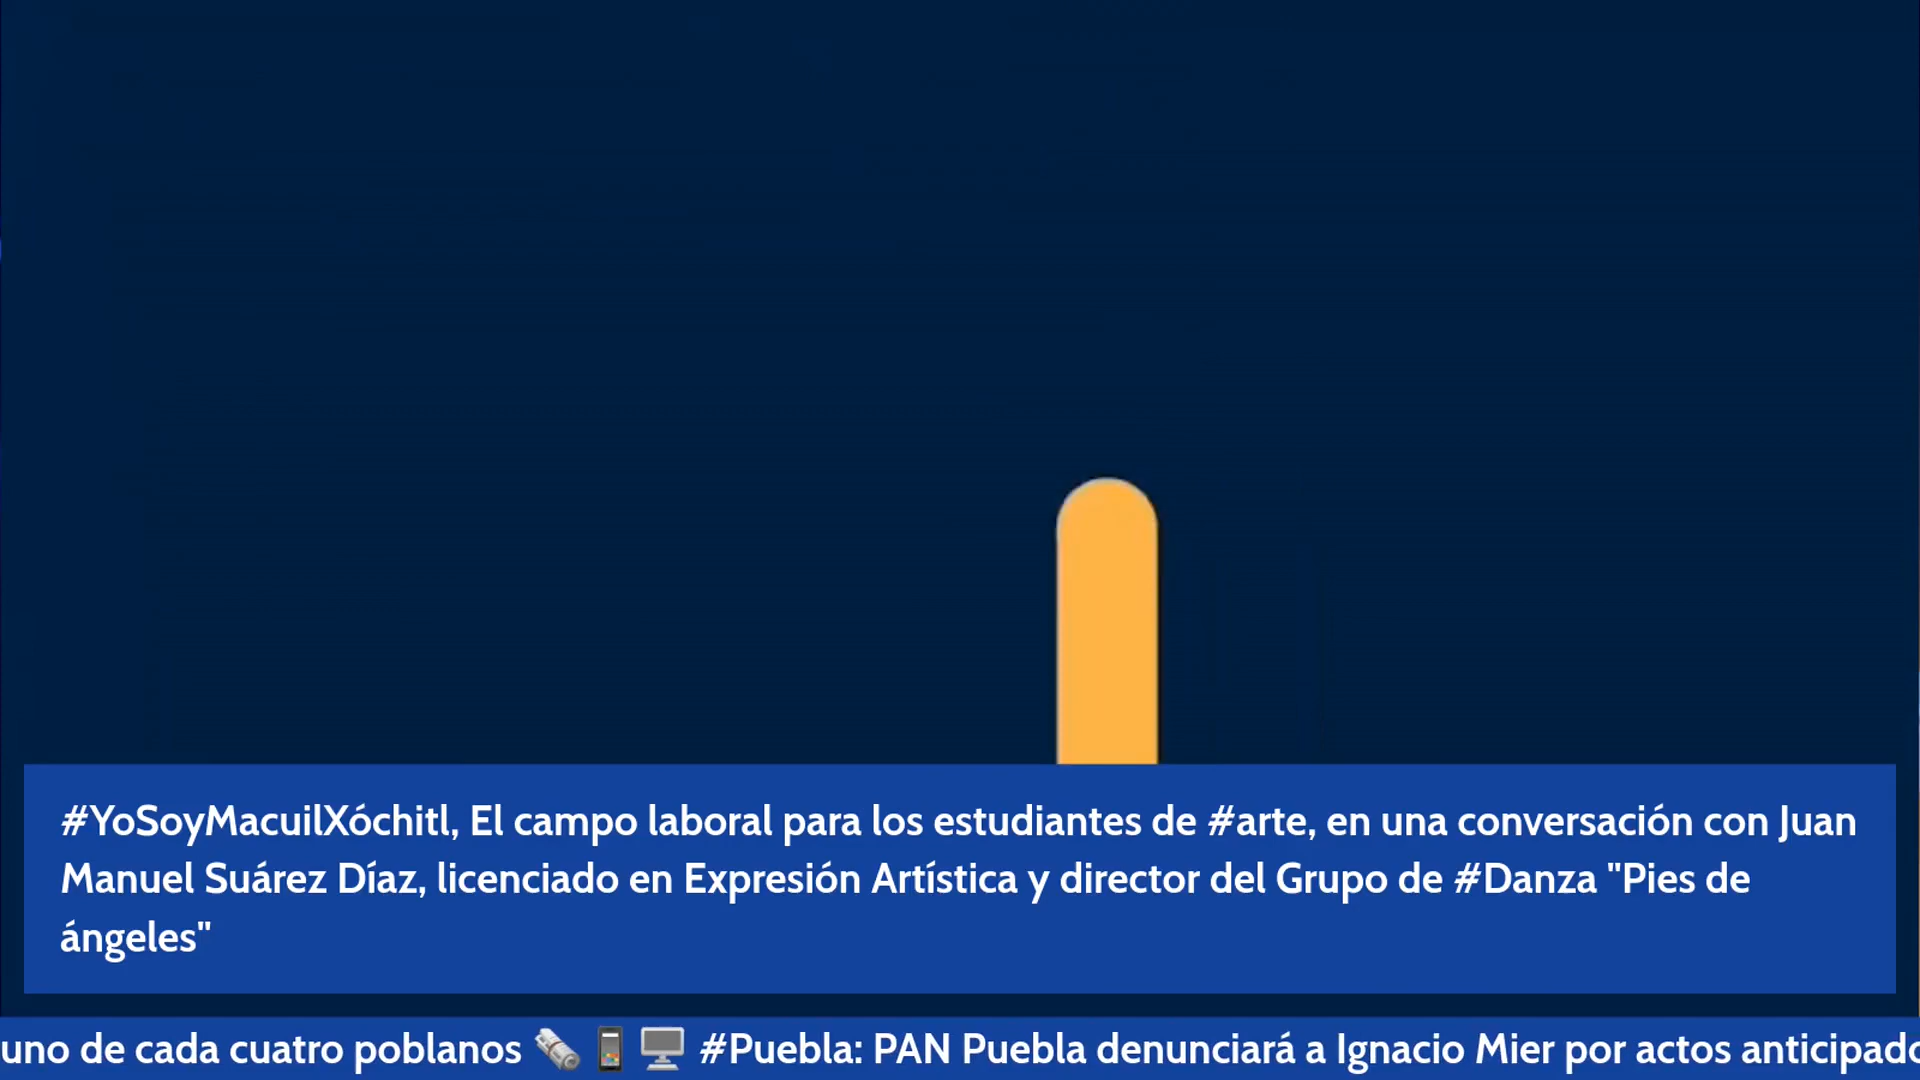 #YoSoyMacuilXóchitl, El campo laboral para los estudiantes de #arte, en una conversación con Juan
Manuel Suárez Díaz, licenciado en Expresión Artística y director del Grupo de #Danza "Pies de
ángeles"
uno de cada cuatro poblanos 🗞️📱🖥️ #Puebla: PAN Puebla denunciará a Ignacio Mier por actos anticipado